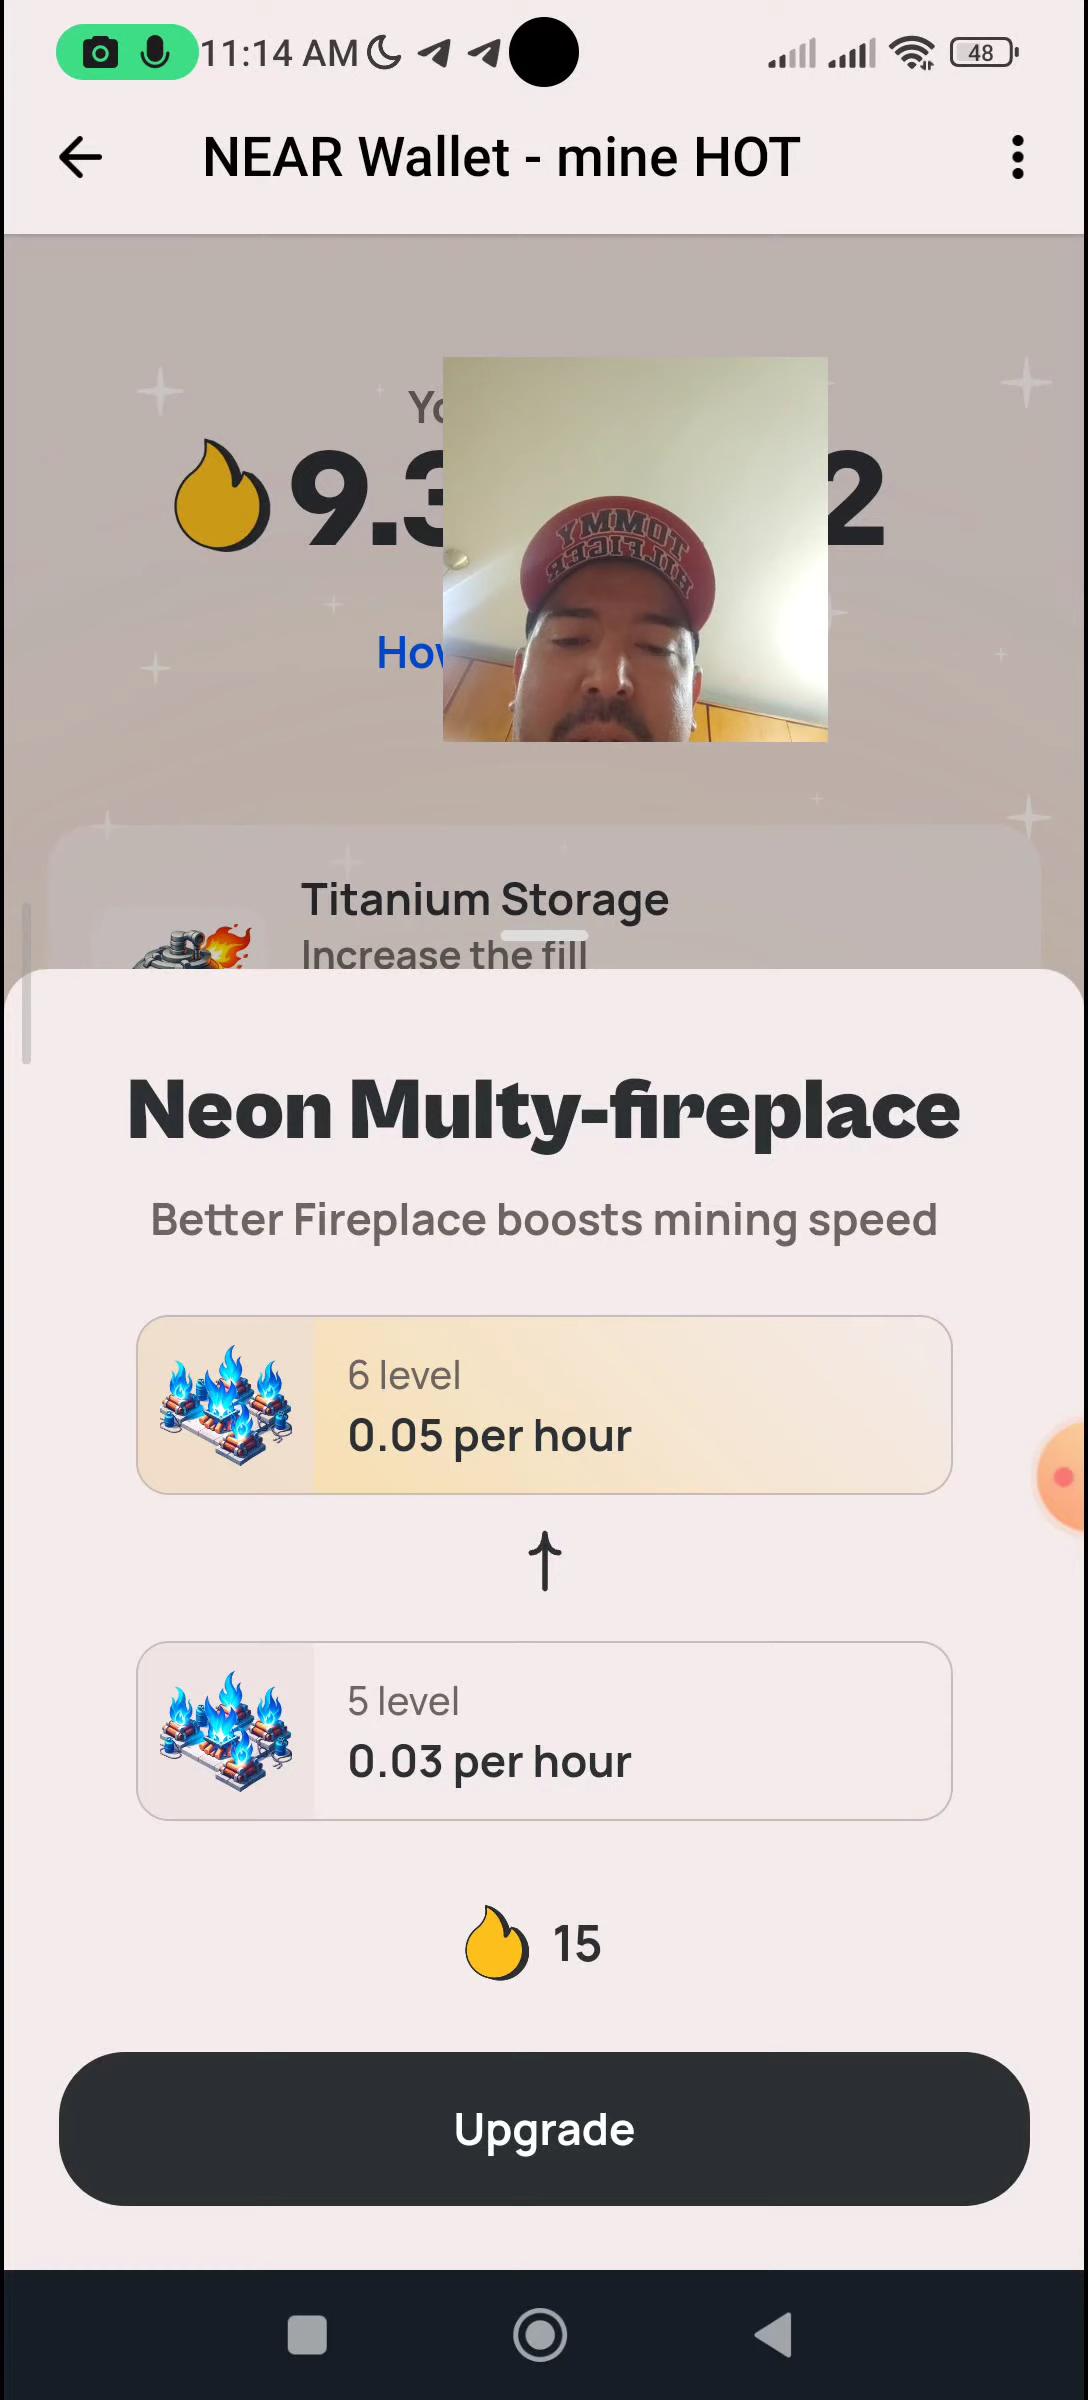 11:14 AM
48
NEAR Wallet - mine HOT
9.3
2
TOMMY
HILFIGER
Titanium Storage
Increase the fill
Neon Multy-fireplace
Better Fireplace boosts mining speed
6 level
0.05 per hour
5 level
0.03 per hour
15
Upgrade